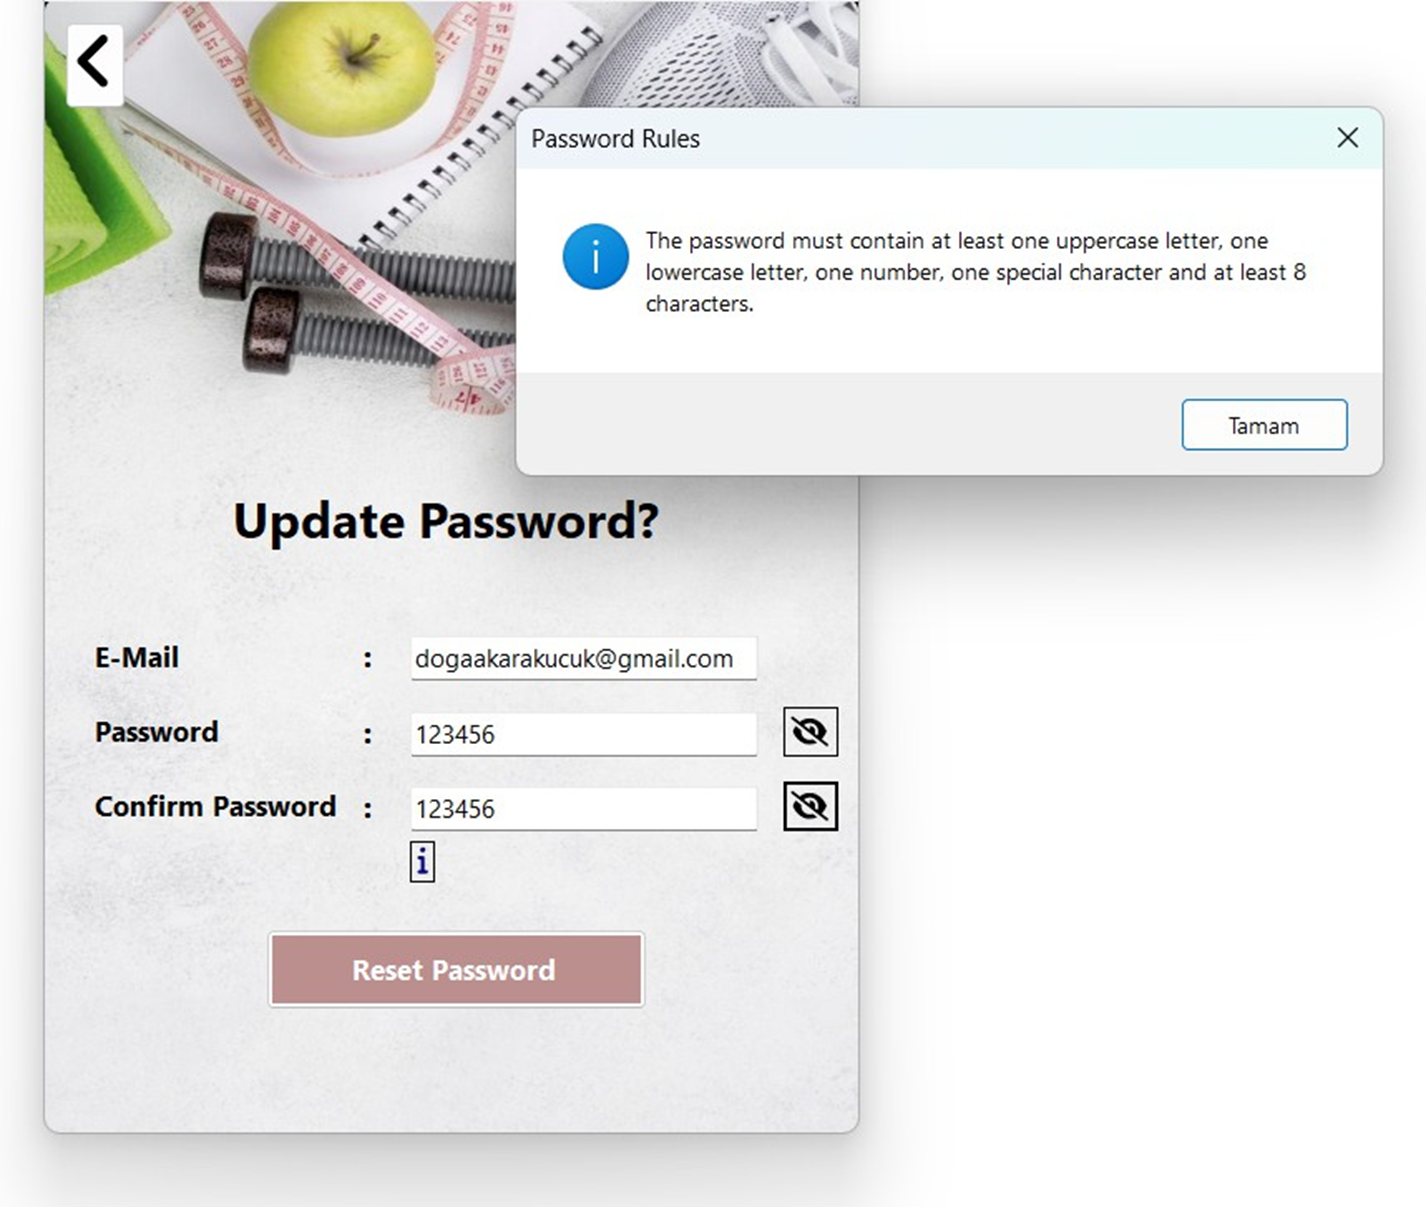 Password Rules
The password must contain at least one uppercase letter, one
lowercase letter, one number, one special character and at least 8
characters.
Tamam
Update Password?
E-Mail : dogaakarakucuk@gmail.com
Password : 123456
Confirm Password : 123456
i
Reset Password